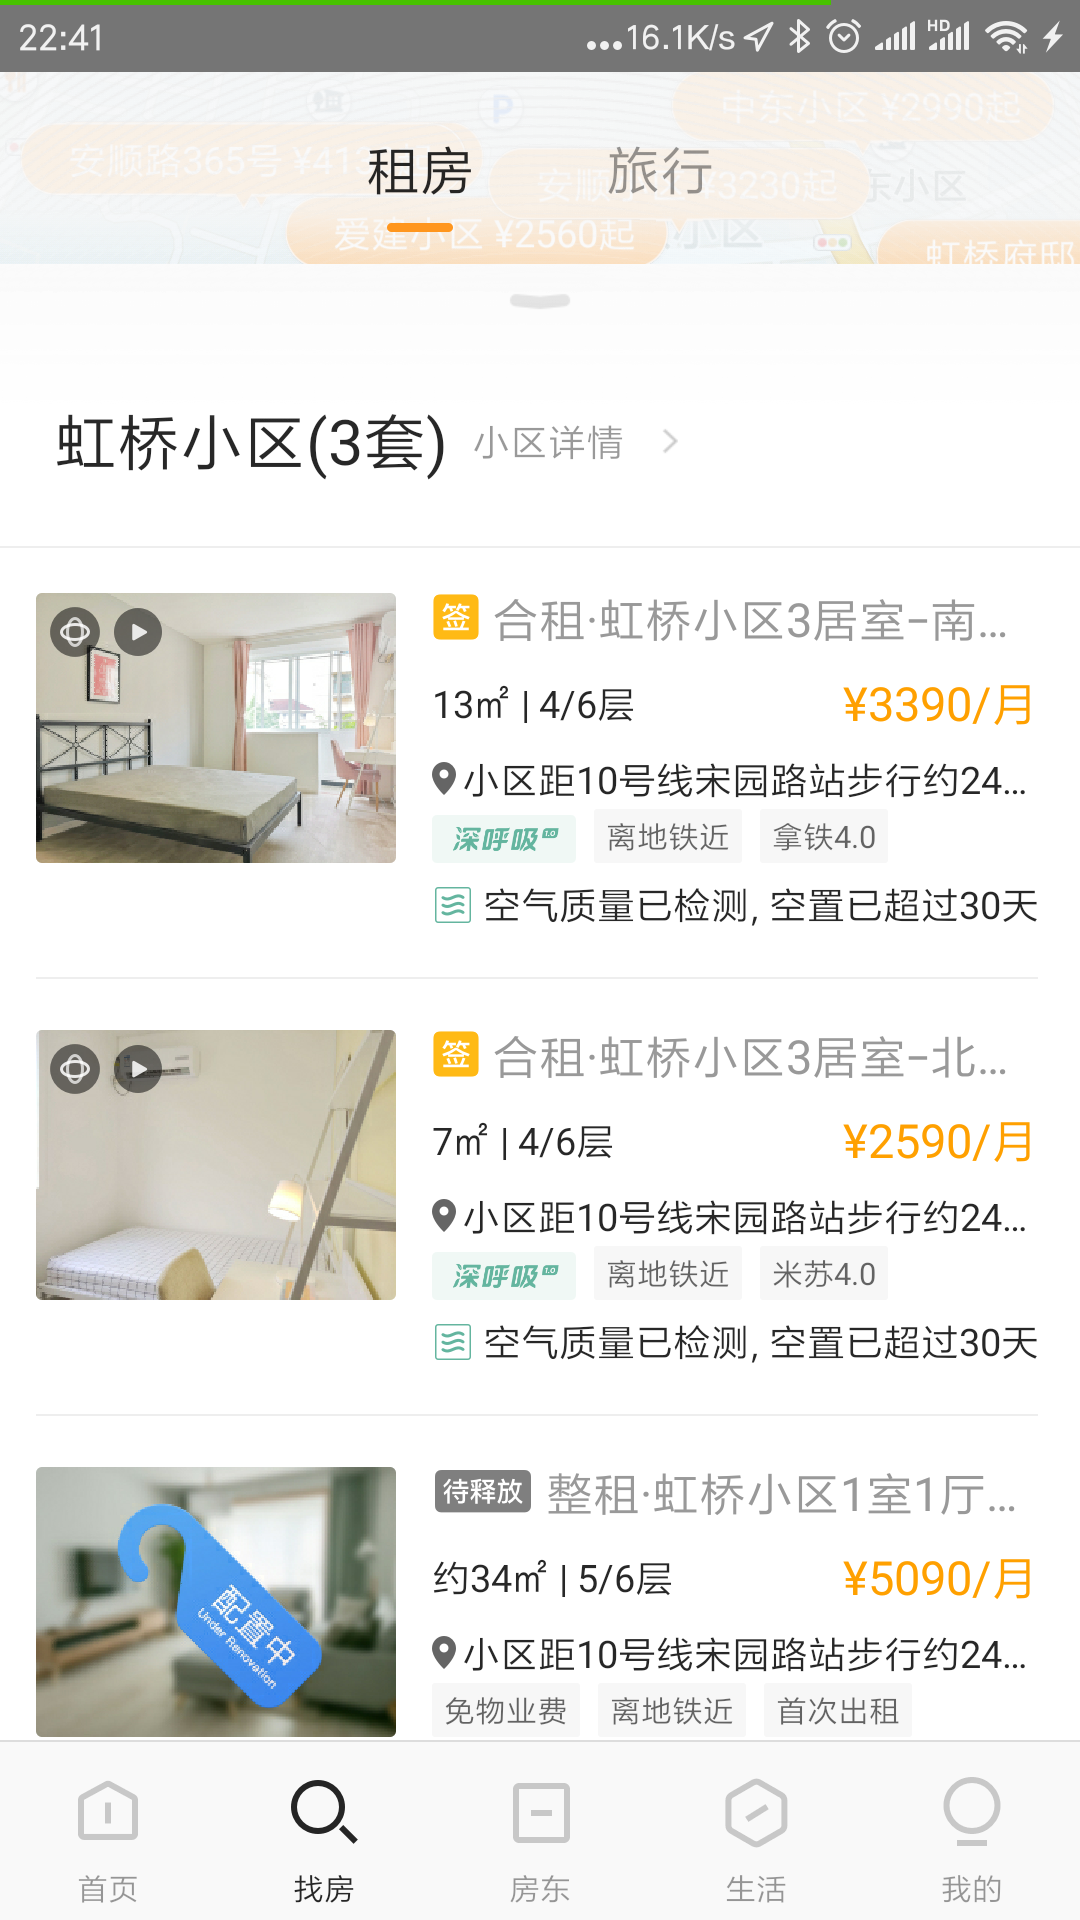 22:41 ...16.1K/s HD
中东小区 ¥2990起
安顺路365号 ¥413
租房 旅行
安顺 ¥3230起
东小区
爱建小区 ¥2560起
小区
虹桥府邸
虹桥小区(3套) 小区详情
签 合租·虹桥小区3居室-南...
13㎡ | 4/6层 ¥3390/月
小区距10号线宋园路站步行约24...
深呼吸1.0 离地铁近 拿铁4.0
空气质量已检测, 空置已超过30天
签 合租·虹桥小区3居室-北...
7㎡ | 4/6层 ¥2590/月
小区距10号线宋园路站步行约24...
深呼吸1.0 离地铁近 米苏4.0
空气质量已检测, 空置已超过30天
配置中
Under Renovation
待释放 整租·虹桥小区1室1厅...
约34㎡ | 5/6层 ¥5090/月
小区距10号线宋园路站步行约24...
免物业费 离地铁近 首次出租
首页 找房 房东 生活 我的